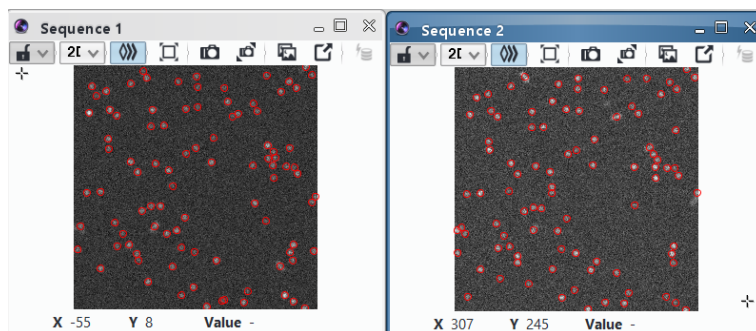 Sequence 1
2D
X -55 Y 8 Value -
Sequence 2
2D
X 307 Y 245 Value -